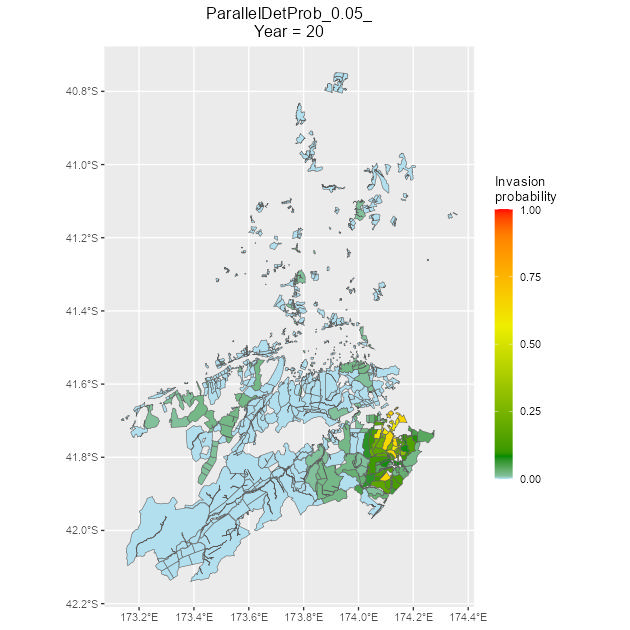 ParallelDetProb_0.05_
Year = 20
40.8°S
41.0°S
41.2°S
41.4°S
41.6°S
41.8°S
42.0°S
42.2°S
173.2°E 173.4°E 173.6°E 173.8°E 174.0°E 174.2°E 174.4°E
Invasion
probability
1.00
0.75
0.50
0.25
0.00